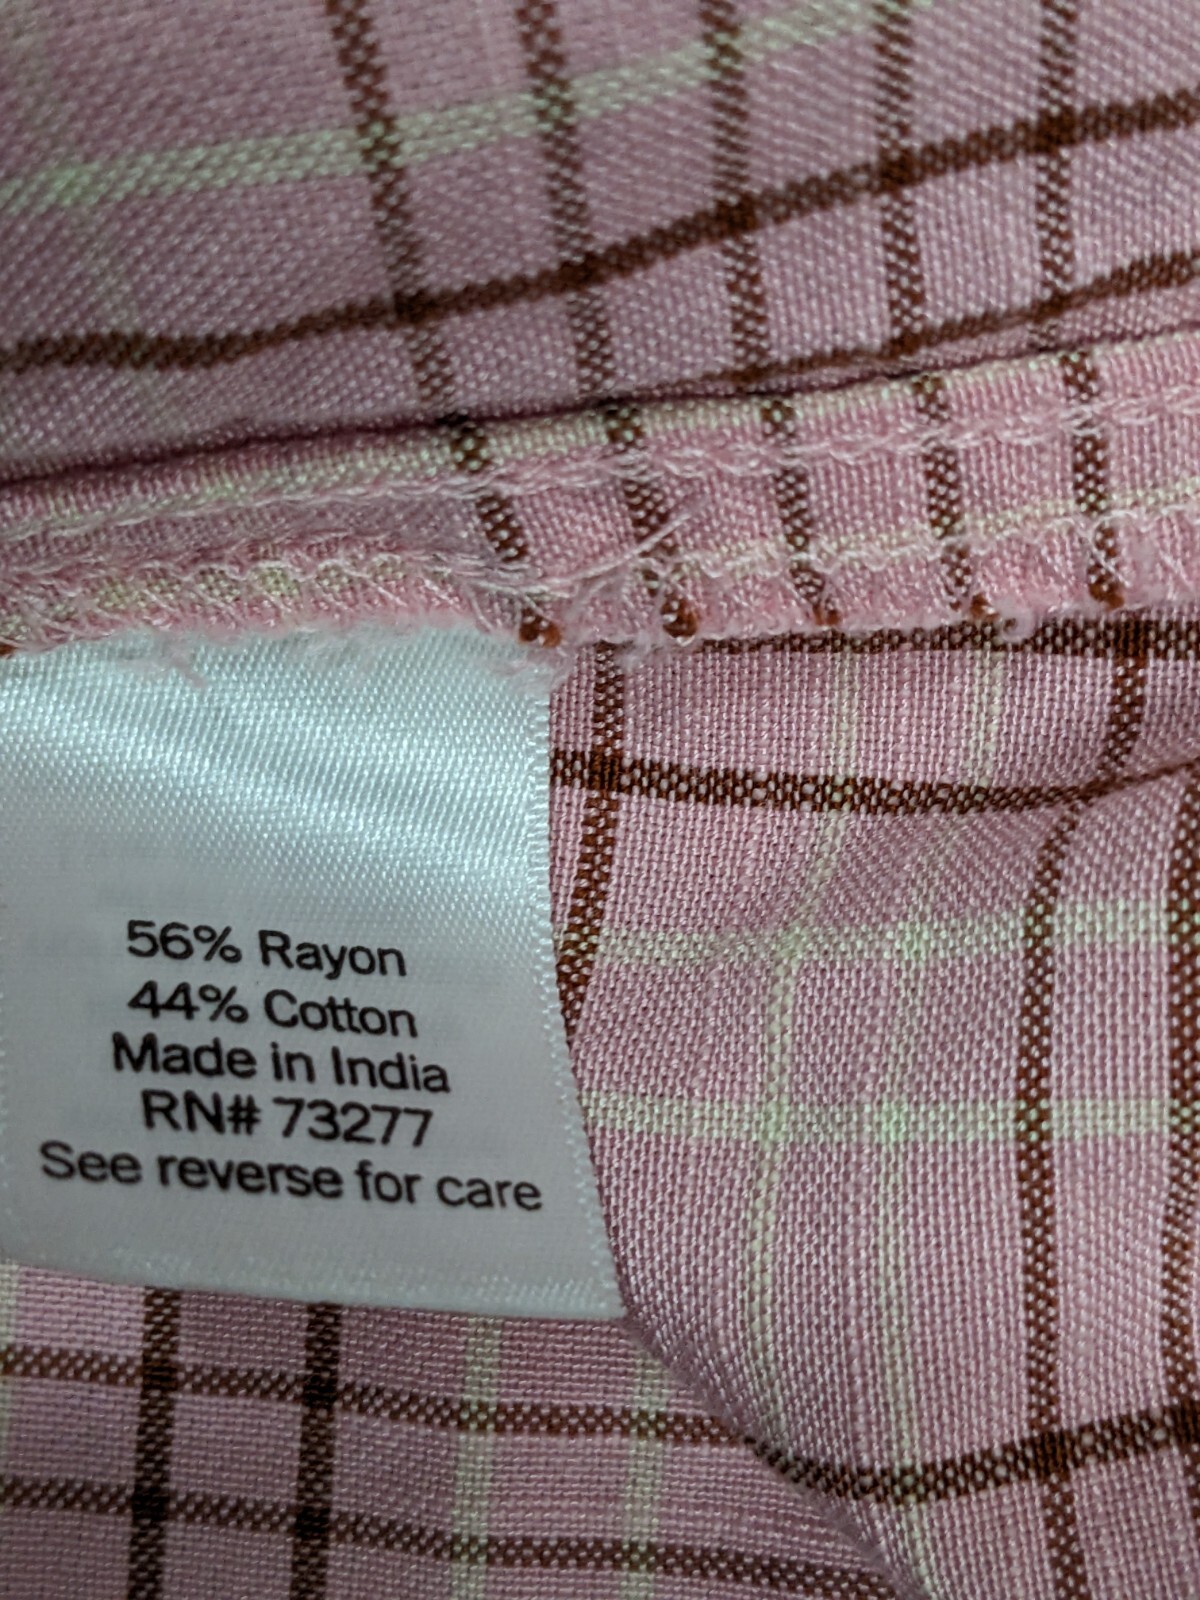 56% Rayon
44% Cotton
Made in India
RN# 73277
See reverse for care